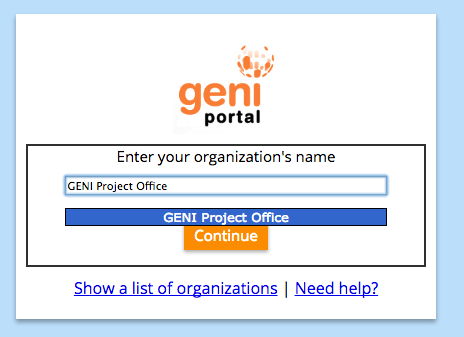 geni
portal
Enter your organization's name
GENI Project Office
GENI Project Office
Continue
Show a list of organizations | Need help?